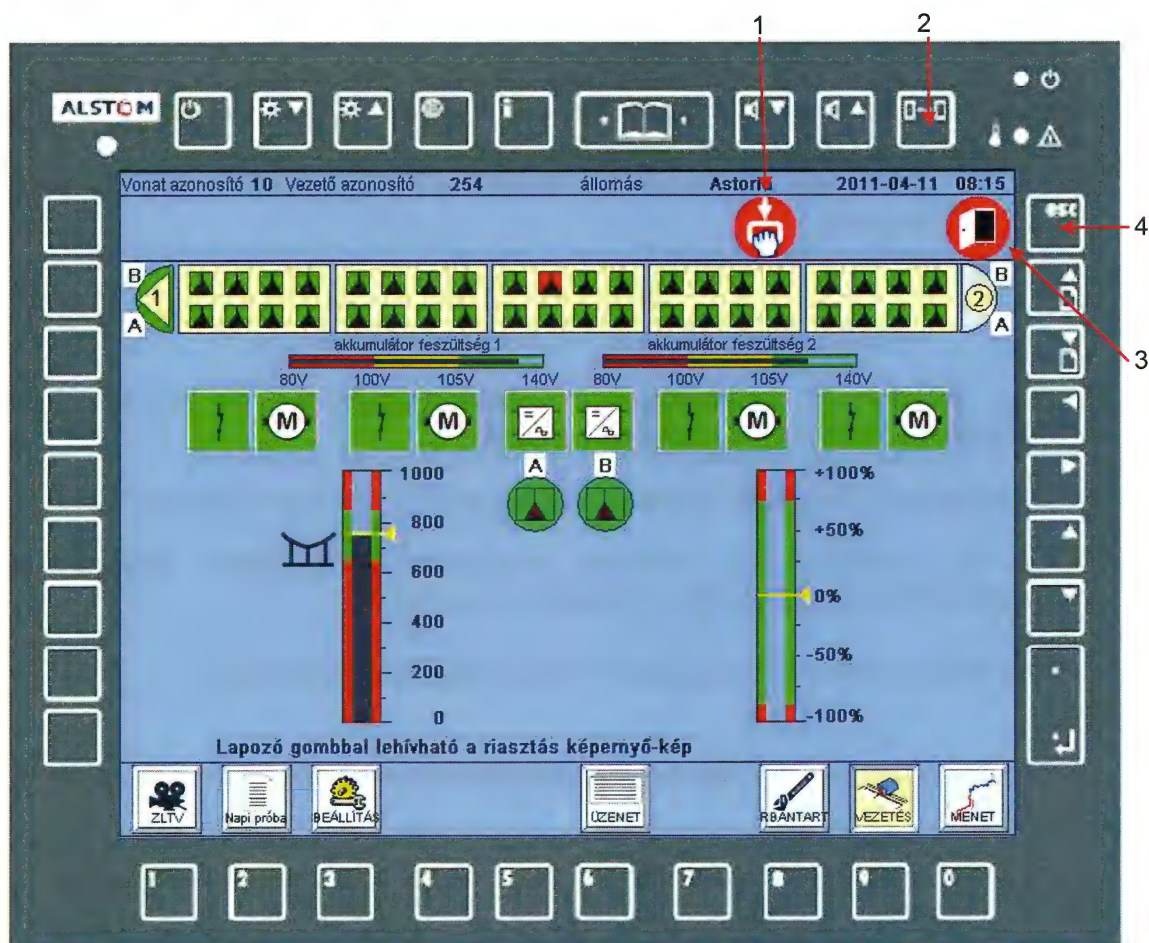 1
2
ALSTOM
i
Vonat azonosító 10 Vezető azonosító 254 állomás Astoria 2011-04-11 08:15
esc
4
B
B
1
2
A
A
3
akkumulátor feszültség 1
akkumulátor feszültség 2
80V 100V 105V 140V
80V 100V 105V 140V
M M M M
A B
1000
800
600
400
200
0
+100%
+50%
0%
-50%
-100%
Lapozó gombbal lehívható a riasztás képernyő-kép
ZLTV Napi próba BEÁLLÍTÁS ÜZENET RBANTART VEZETÉS MENET
1 2 3 4 5 6 7 8 9 0